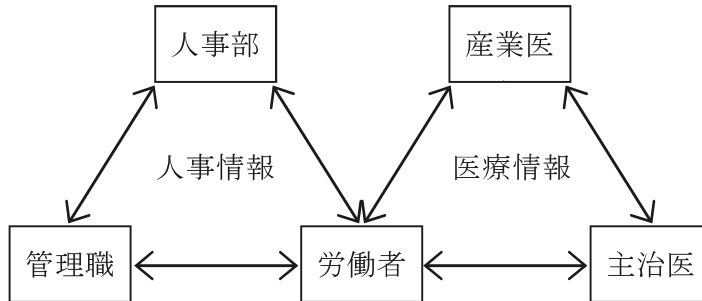 人事部
産業医
人事情報
医療情報
管理職
労働者
主治医